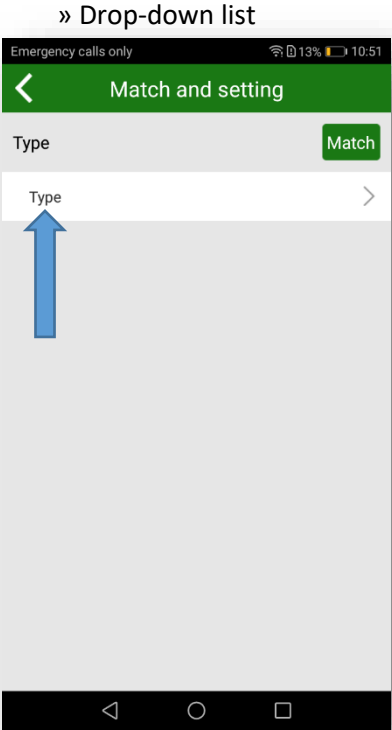 » Drop-down list
Emergency calls only 13% 10:51
Match and setting
Type Match
Type